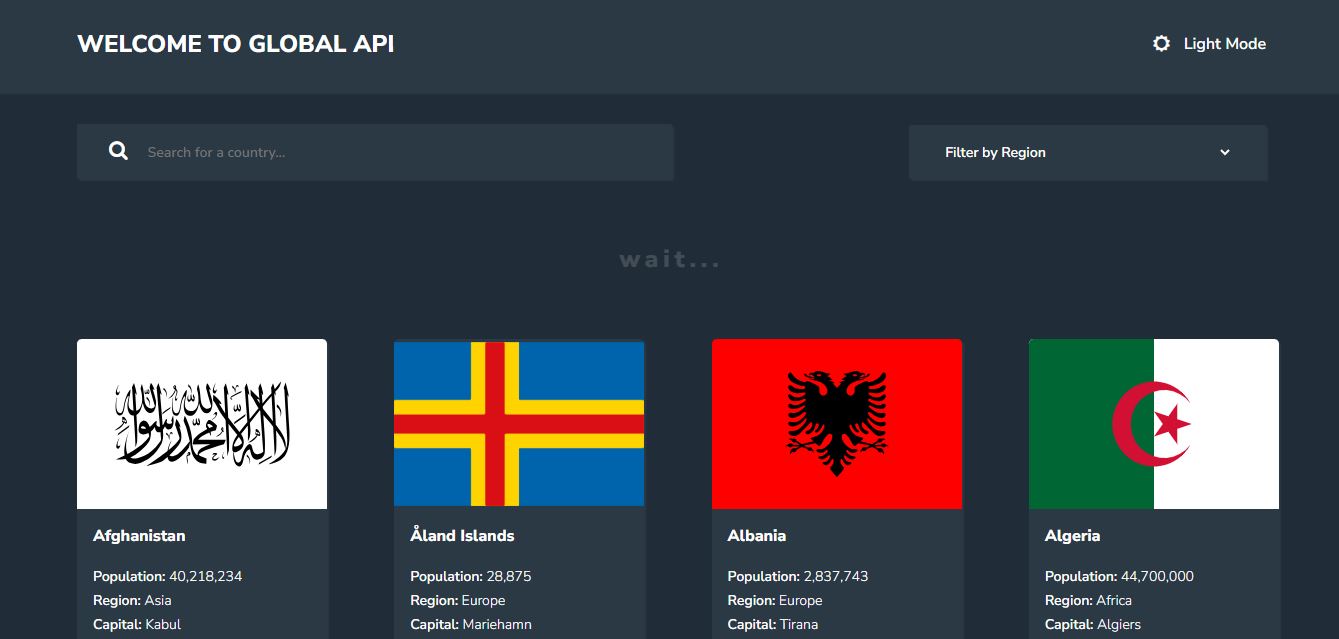 WELCOME TO GLOBAL API
Light Mode
Search for a country...
Filter by Region
wait...
لا إله إلا الله محمد رسول الله
Afghanistan
Population: 40,218,234
Region: Asia
Capital: Kabul
Åland Islands
Population: 28,875
Region: Europe
Capital: Mariehamn
Albania
Population: 2,837,743
Region: Europe
Capital: Tirana
Algeria
Population: 44,700,000
Region: Africa
Capital: Algiers